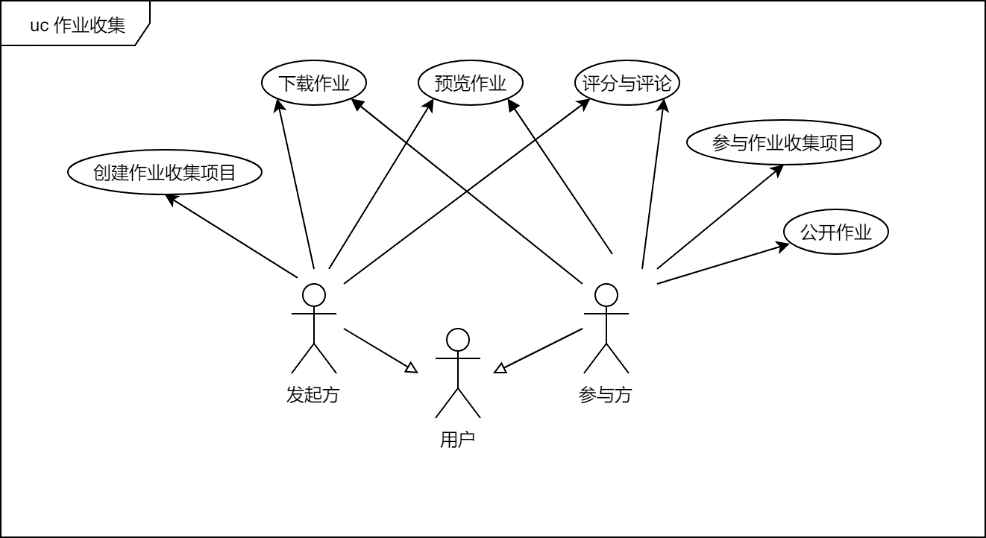 uc 作业收集
下载作业
预览作业
评分与评论
参与作业收集项目
创建作业收集项目
公开作业
发起方
参与方
用户